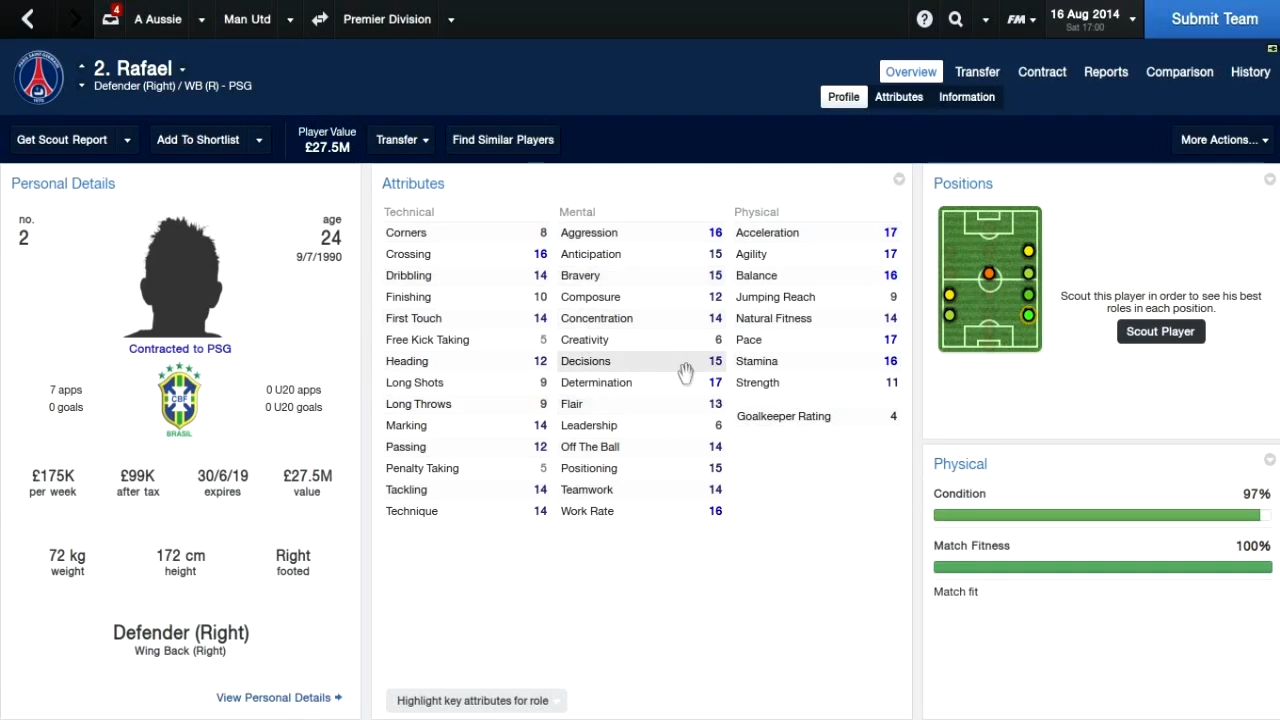 4
A Aussie
Man Utd
Premier Division
FM
16 Aug 2014
Sat 17:00
Submit Team
2. Rafael
Defender (Right) / WB (R) - PSG
Overview
Transfer
Contract
Reports
Comparison
History
Profile
Attributes
Information
Get Scout Report
Add To Shortlist
Player Value
£27.5M
Transfer
Find Similar Players
More Actions...
Personal Details
no.
2
age
24
9/7/1990
Contracted to PSG
7 apps
0 goals
CBF
BRASIL
0 U20 apps
0 U20 goals
£175K
per week
£99K
after tax
30/6/19
expires
£27.5M
value
72 kg
weight
172 cm
height
Right
footed
Defender (Right)
Wing Back (Right)
View Personal Details
Attributes
Technical
Corners 8
Crossing 16
Dribbling 14
Finishing 10
First Touch 14
Free Kick Taking 5
Heading 12
Long Shots 9
Long Throws 9
Marking 14
Passing 12
Penalty Taking 5
Tackling 14
Technique 14
Mental
Aggression 16
Anticipation 15
Bravery 15
Composure 12
Concentration 14
Creativity 6
Decisions 15
Determination 17
Flair 13
Leadership 6
Off The Ball 14
Positioning 15
Teamwork 14
Work Rate 16
Physical
Acceleration 17
Agility 17
Balance 16
Jumping Reach 9
Natural Fitness 14
Pace 17
Stamina 16
Strength 11
Goalkeeper Rating 4
Highlight key attributes for role
Positions
Scout this player in order to see his best
roles in each position.
Scout Player
Physical
Condition 97%
Match Fitness 100%
Match fit